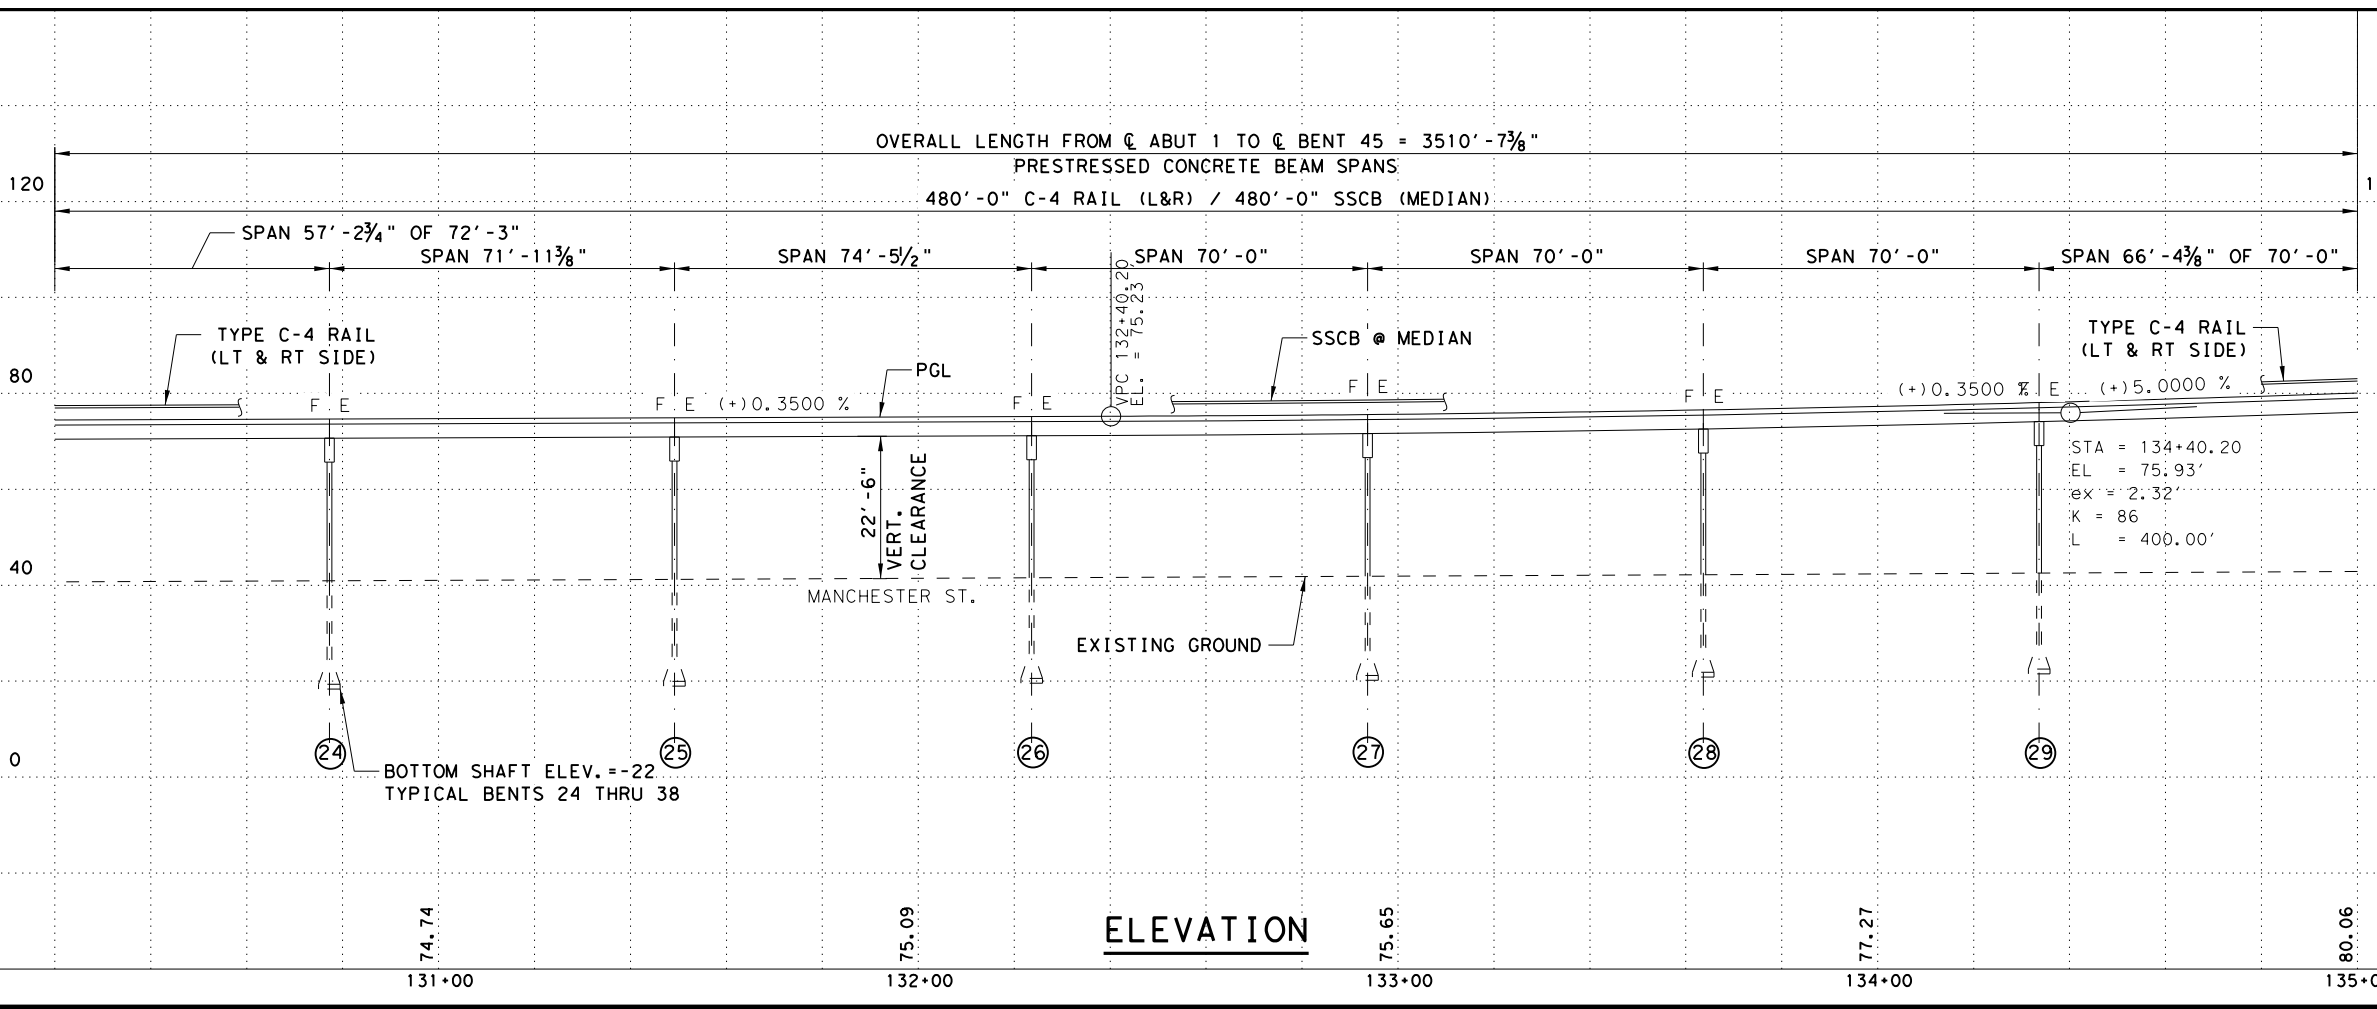 OVERALL LENGTH FROM ℄ ABUT 1 TO ℄ BENT 45 = 3510'-7⅜"
PRESTRESSED CONCRETE BEAM SPANS
480'-0" C-4 RAIL (L&R) / 480'-0" SSCB (MEDIAN)
SPAN 57'-2¾" OF 72'-3"
SPAN 71'-11⅜"
SPAN 74'-5½"
SPAN 70'-0"
SPAN 70'-0"
SPAN 70'-0"
SPAN 66'-4⅜" OF 70'-0"
120
1
80
40
0
TYPE C-4 RAIL
(LT & RT SIDE)
VPC 132+40.20
EL. = 75.23
SSCB @ MEDIAN
TYPE C-4 RAIL
(LT & RT SIDE)
PGL
F E
F E
(+)0.3500 %
F E
F E
F E
(+)0.3500 %
F E
(+)5.0000 %
22'-6"
VERT.
CLEARANCE
STA = 134+40.20
EL = 75.93'
ex = 2.32'
K = 86
L = 400.00'
MANCHESTER ST.
EXISTING GROUND
24
25
26
27
28
29
BOTTOM SHAFT ELEV.=-22
TYPICAL BENTS 24 THRU 38
74.74
75.09
75.65
77.27
80.06
ELEVATION
131+00
132+00
133+00
134+00
135+0